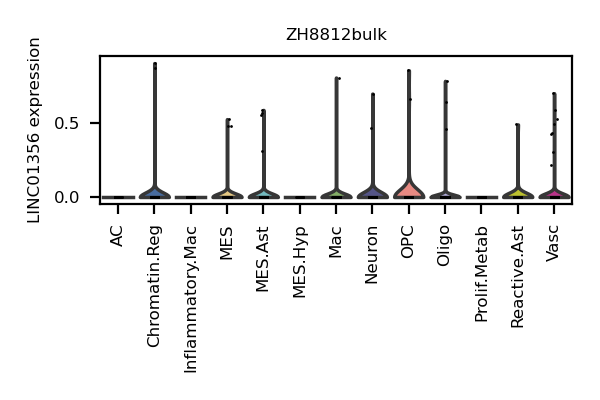 ZH8812bulk
LINC01356 expression
0.5
0.0
AC
Chromatin.Reg
Inflammatory.Mac
MES
MES.Ast
MES.Hyp
Mac
Neuron
OPC
Oligo
Prolif.Metab
Reactive.Ast
Vasc